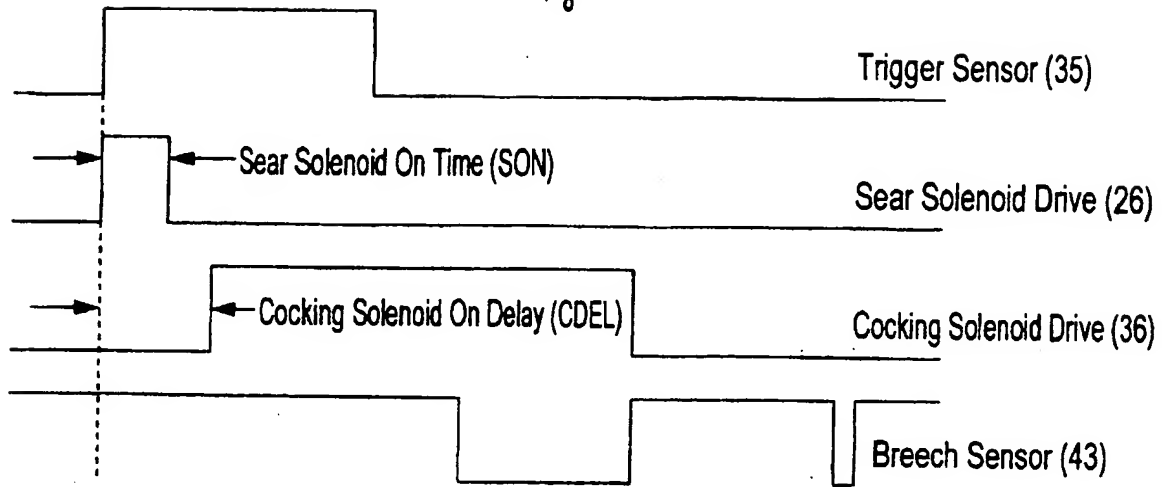 Trigger Sensor (35)
Sear Solenoid On Time (SON)
Sear Solenoid Drive (26)
Cocking Solenoid On Delay (CDEL)
Cocking Solenoid Drive (36)
Breech Sensor (43)